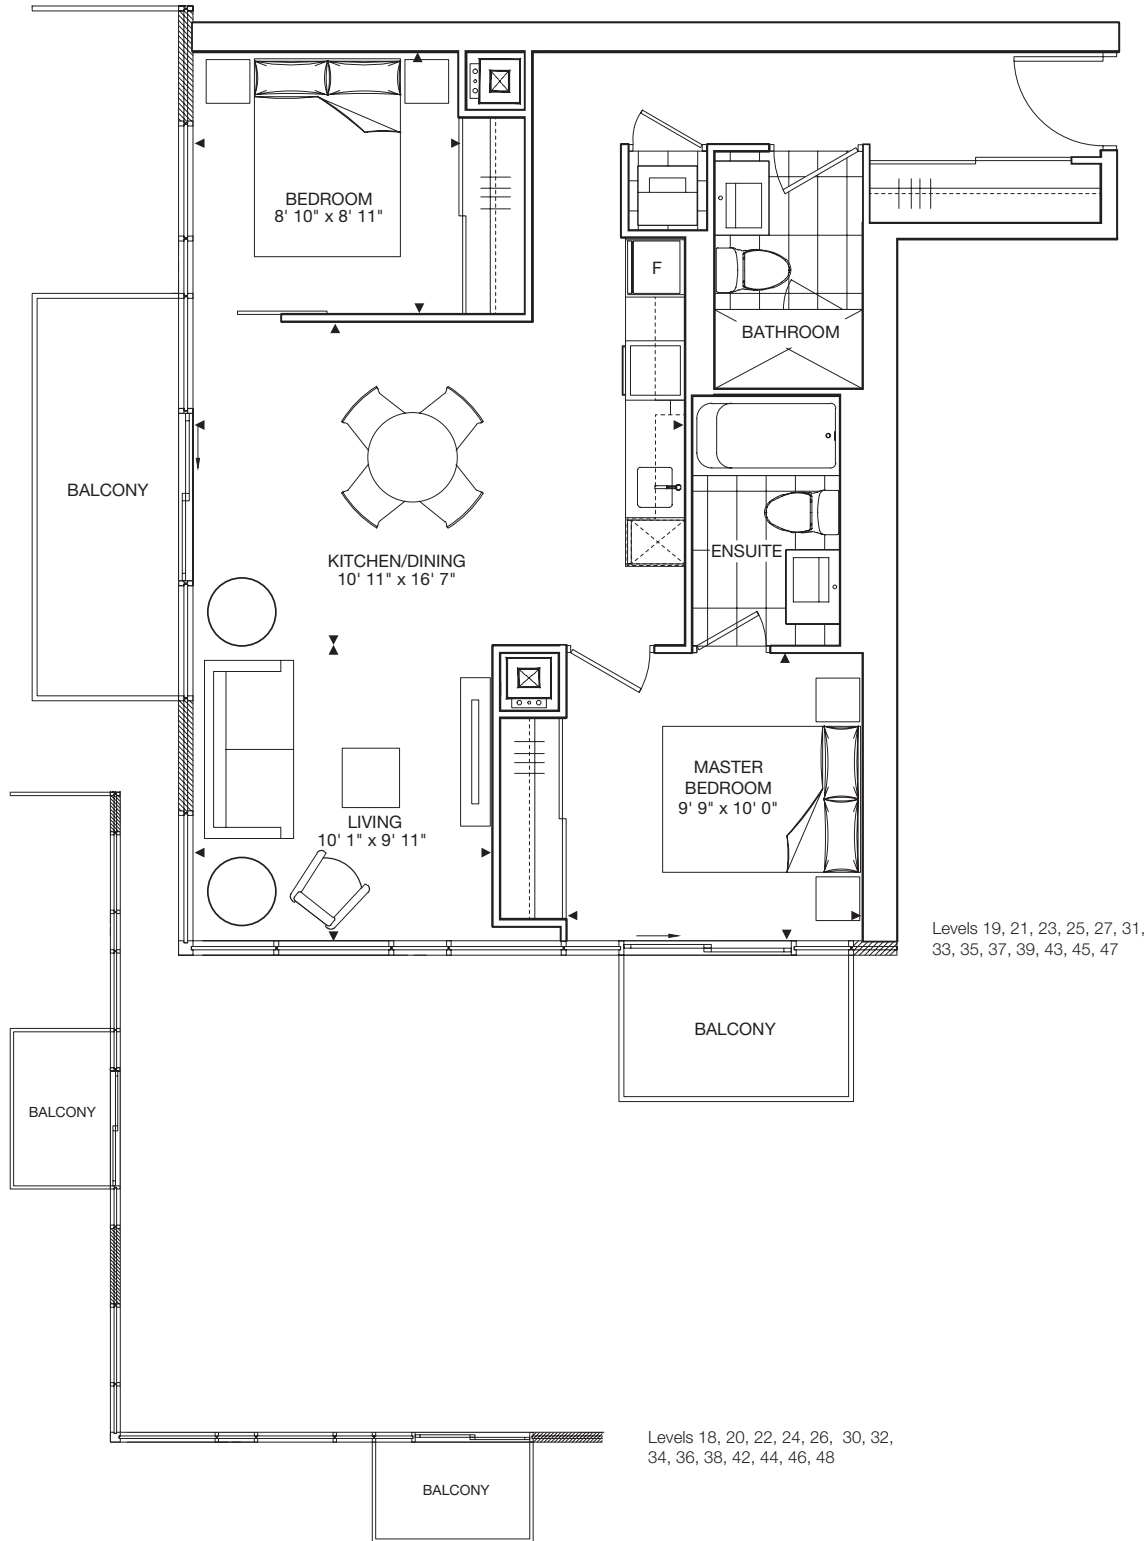 BEDROOM
8' 10" x 8' 11"
F
BATHROOM
BALCONY
ENSUITE
KITCHEN/DINING
10' 11" x 16' 7"
MASTER
BEDROOM
9' 9" x 10' 0"
LIVING
10' 1" x 9' 11"
Levels 19, 21, 23, 25, 27, 31,
33, 35, 37, 39, 43, 45, 47
BALCONY
BALCONY
Levels 18, 20, 22, 24, 26, 30, 32,
34, 36, 38, 42, 44, 46, 48
BALCONY